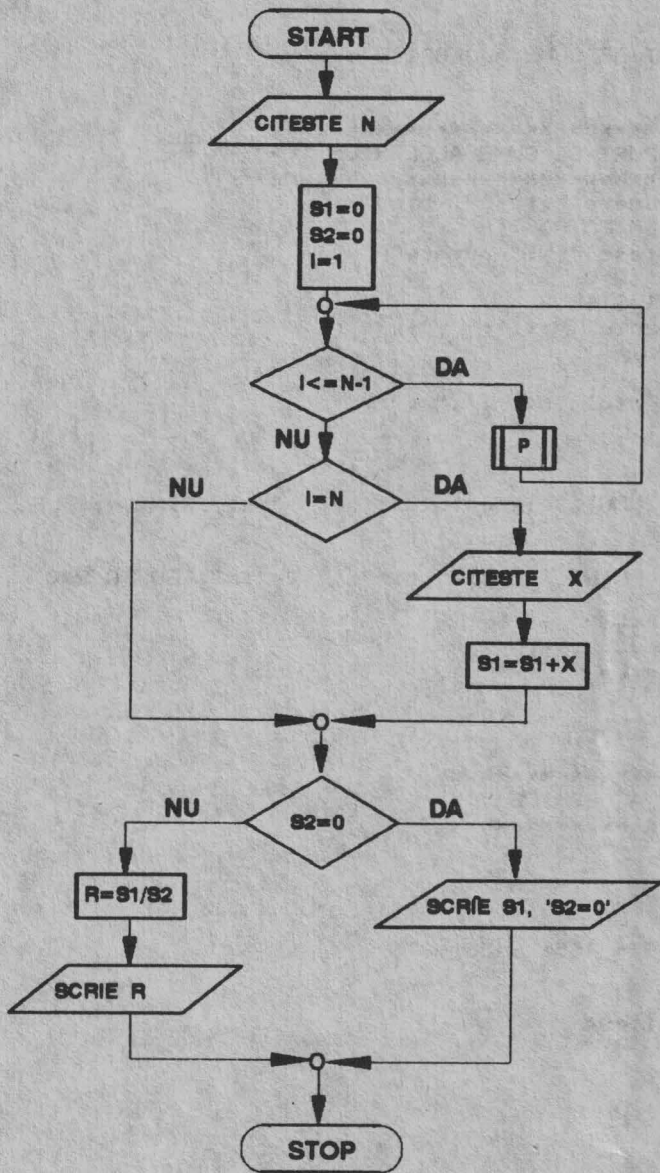 START
CITESTE N
S1=0
S2=0
I=1
I<=N-1
DA
P
NU
I=N
NU
DA
CITESTE X
S1=S1+X
S2=0
NU
DA
R=S1/S2
SCRIE S1, 'S2=0'
SCRIE R
STOP